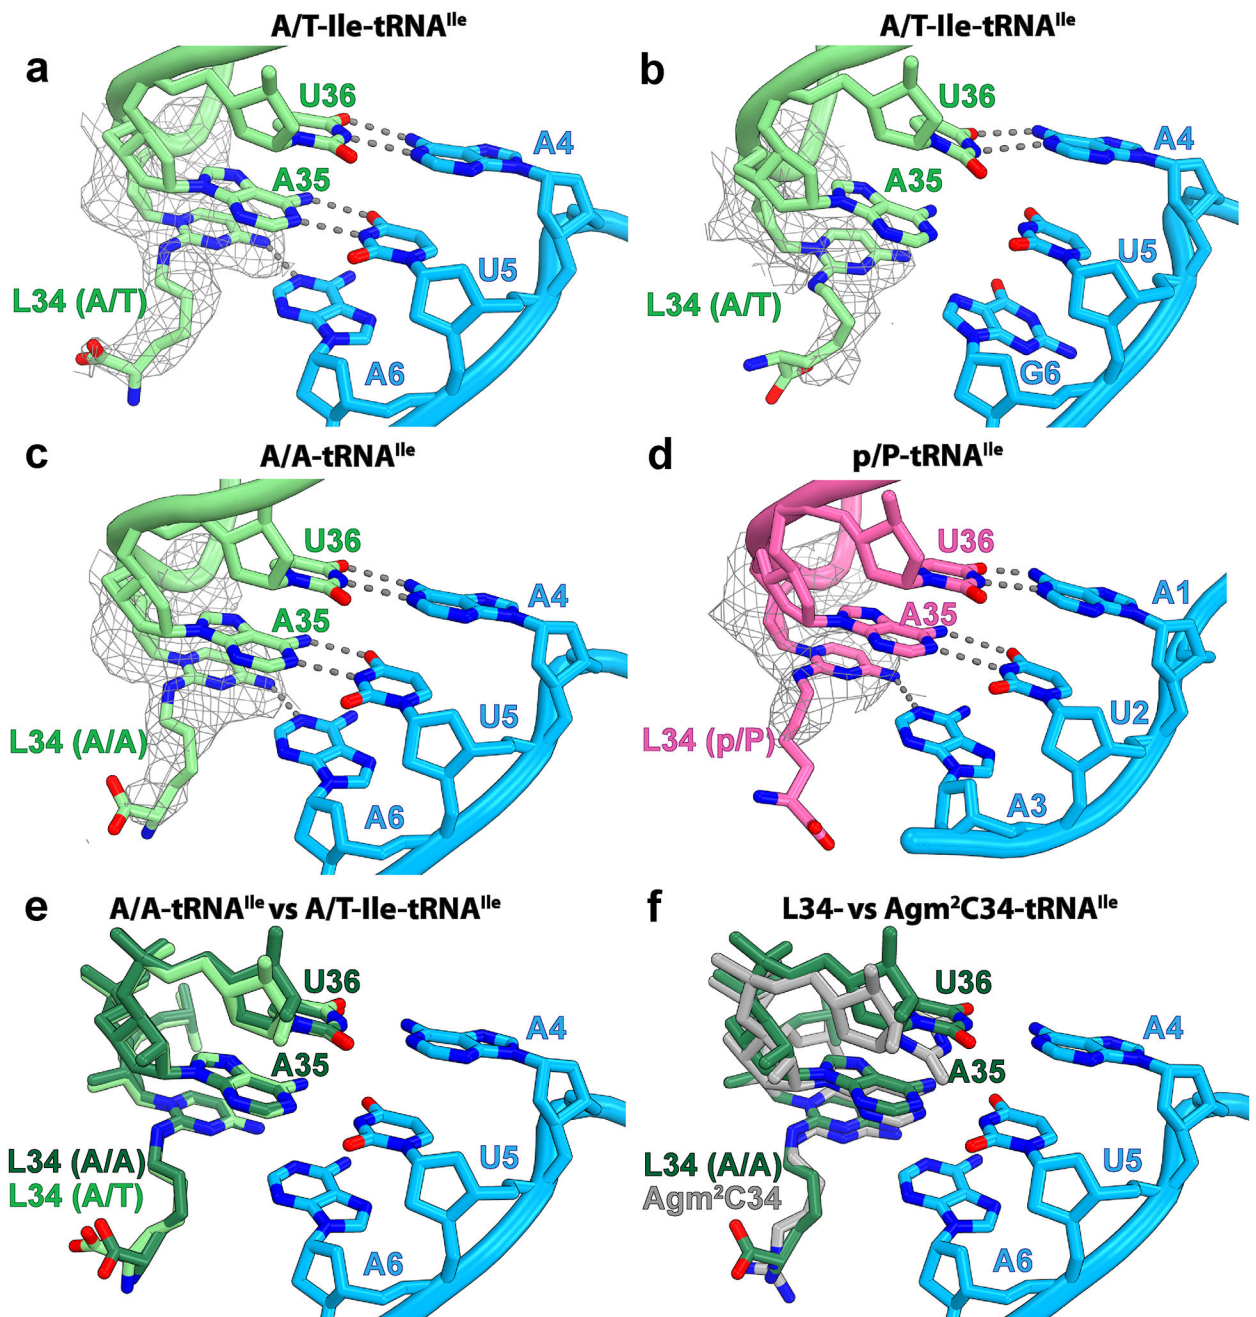 a
A/T-Ile-tRNAᴵˡᵉ
U36
A4
A35
U5
L34 (A/T)
A6
b
A/T-Ile-tRNAᴵˡᵉ
U36
A4
A35
U5
L34 (A/T)
G6
c
A/A-tRNAᴵˡᵉ
U36
A4
A35
U5
L34 (A/A)
A6
d
p/P-tRNAᴵˡᵉ
U36
A1
A35
U2
L34 (p/P)
A3
e
A/A-tRNAᴵˡᵉ vs A/T-Ile-tRNAᴵˡᵉ
U36
A4
A35
L34 (A/A)
L34 (A/T)
U5
A6
f
L34- vs Agm²C34-tRNAᴵˡᵉ
U36
A4
A35
L34 (A/A)
Agm²C34
U5
A6